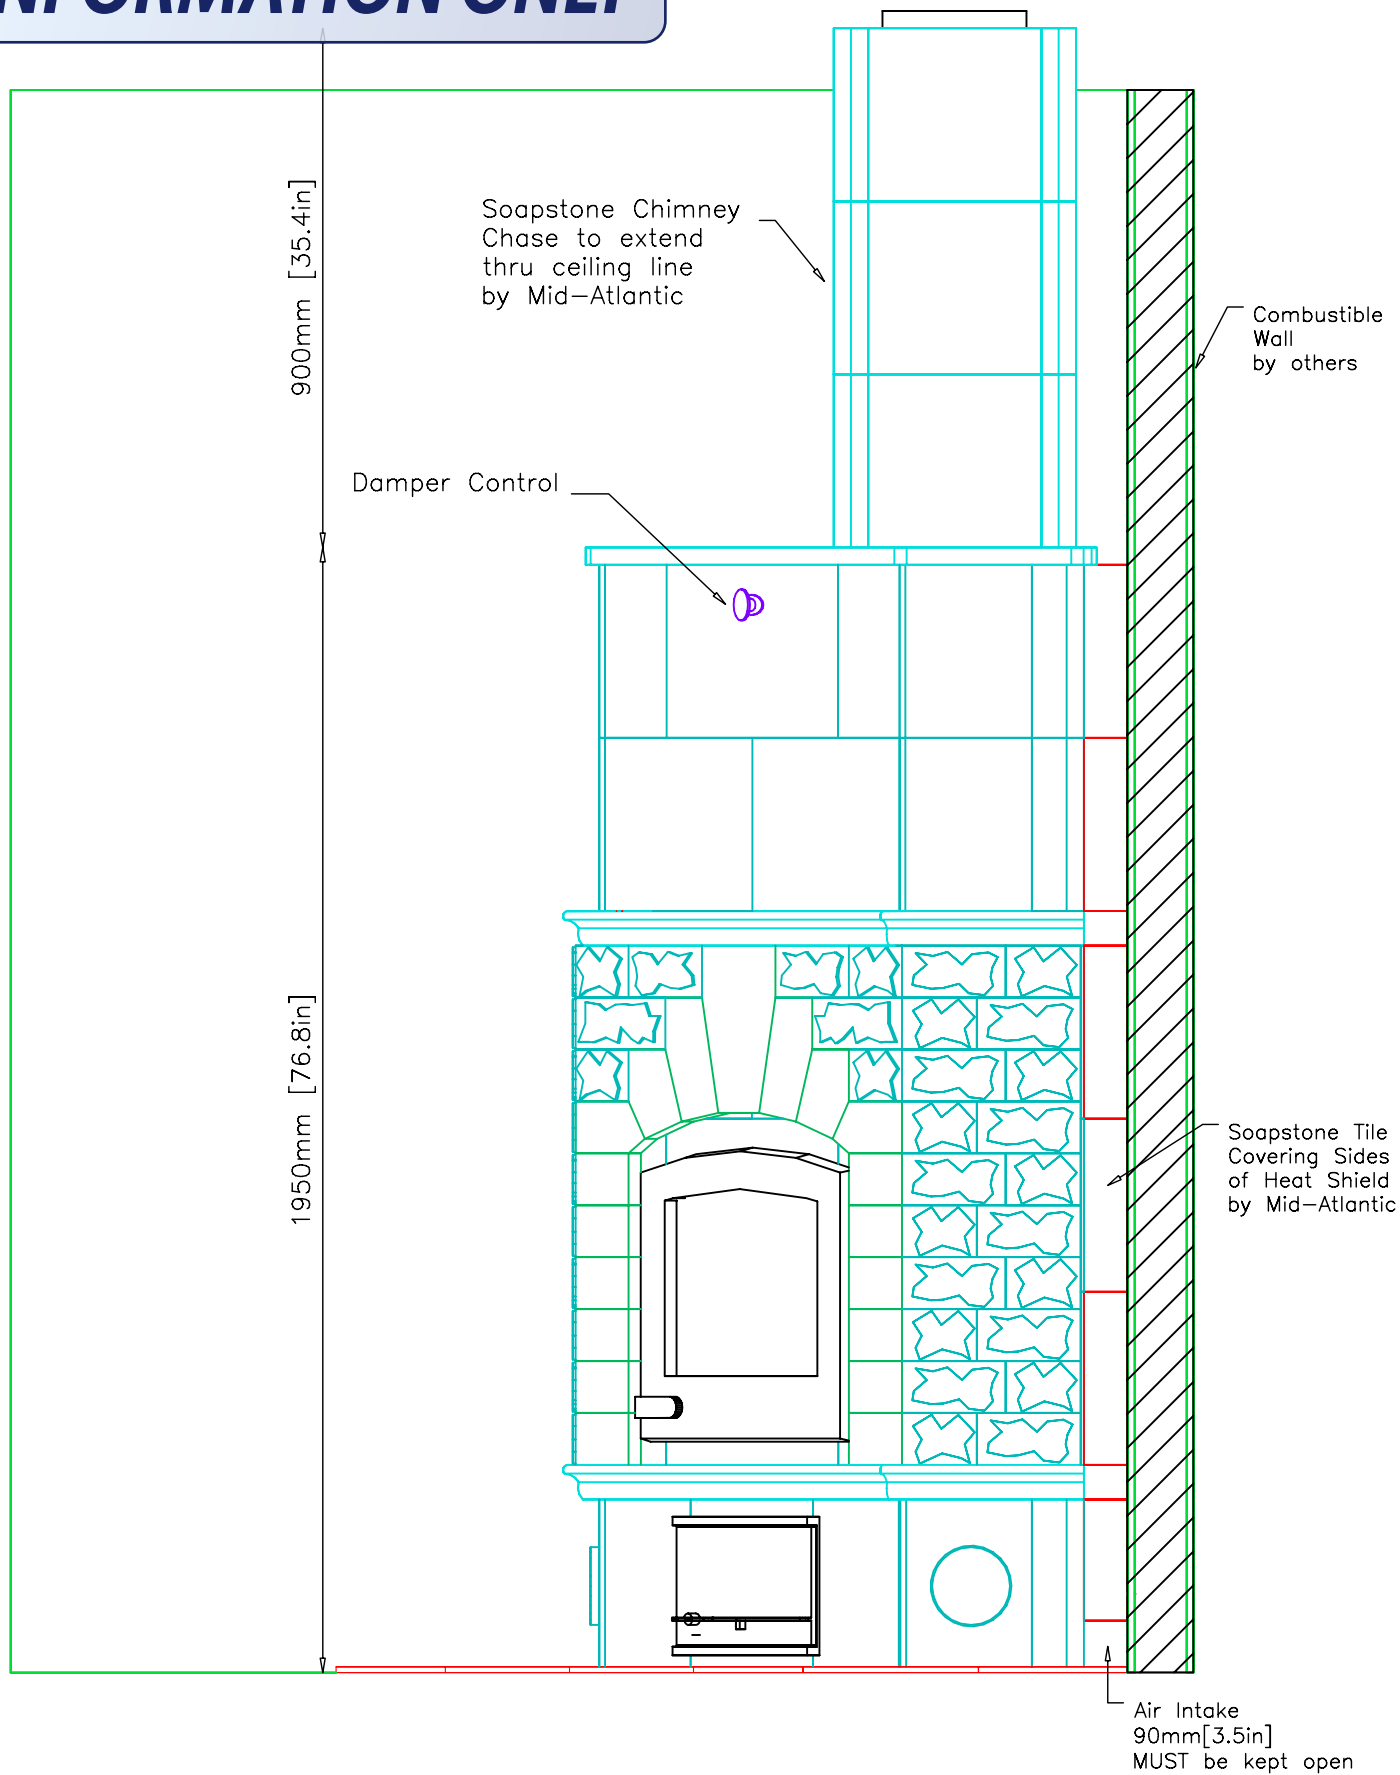 INFORMATION ONLY
900mm [35.4in]
Soapstone Chimney
Chase to extend
thru ceiling line
by Mid-Atlantic
Combustible
Wall
by others
Damper Control
1950mm [76.8in]
Soapstone Tile
Covering Sides
of Heat Shield
by Mid-Atlantic
Air Intake
90mm[3.5in]
MUST be kept open